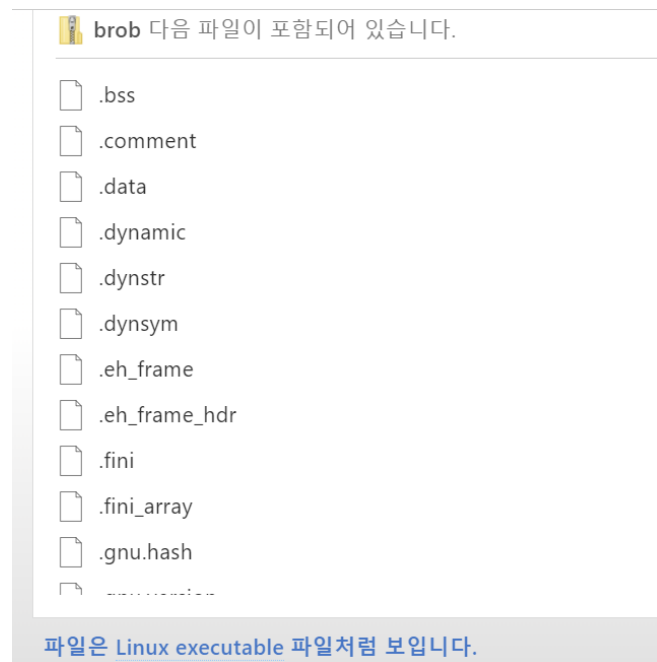 brob 다음 파일이 포함되어 있습니다.
.bss
.comment
.data
.dynamic
.dynstr
.dynsym
.eh_frame
.eh_frame_hdr
.fini
.fini_array
.gnu.hash
파일은 Linux executable 파일처럼 보입니다.